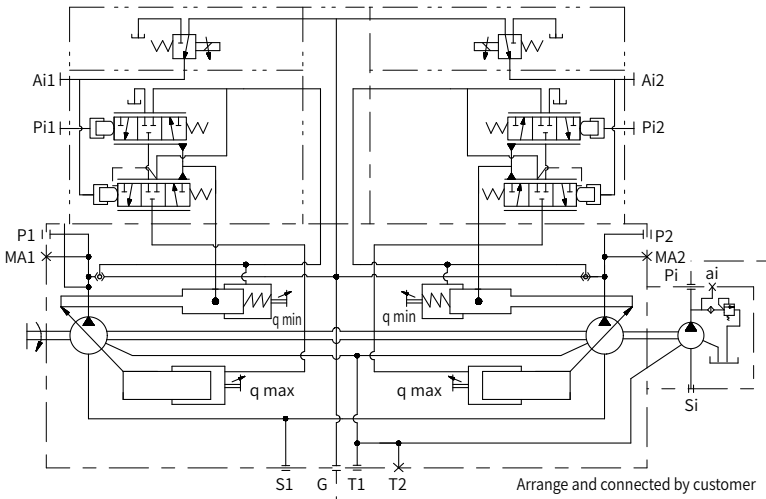 Ai1
Ai2
Pi1
Pi2
P1
P2
MA1
MA2
Pi
ai
q min
q min
q max
q max
Si
S1
G
T1
T2
Arrange and connected by customer